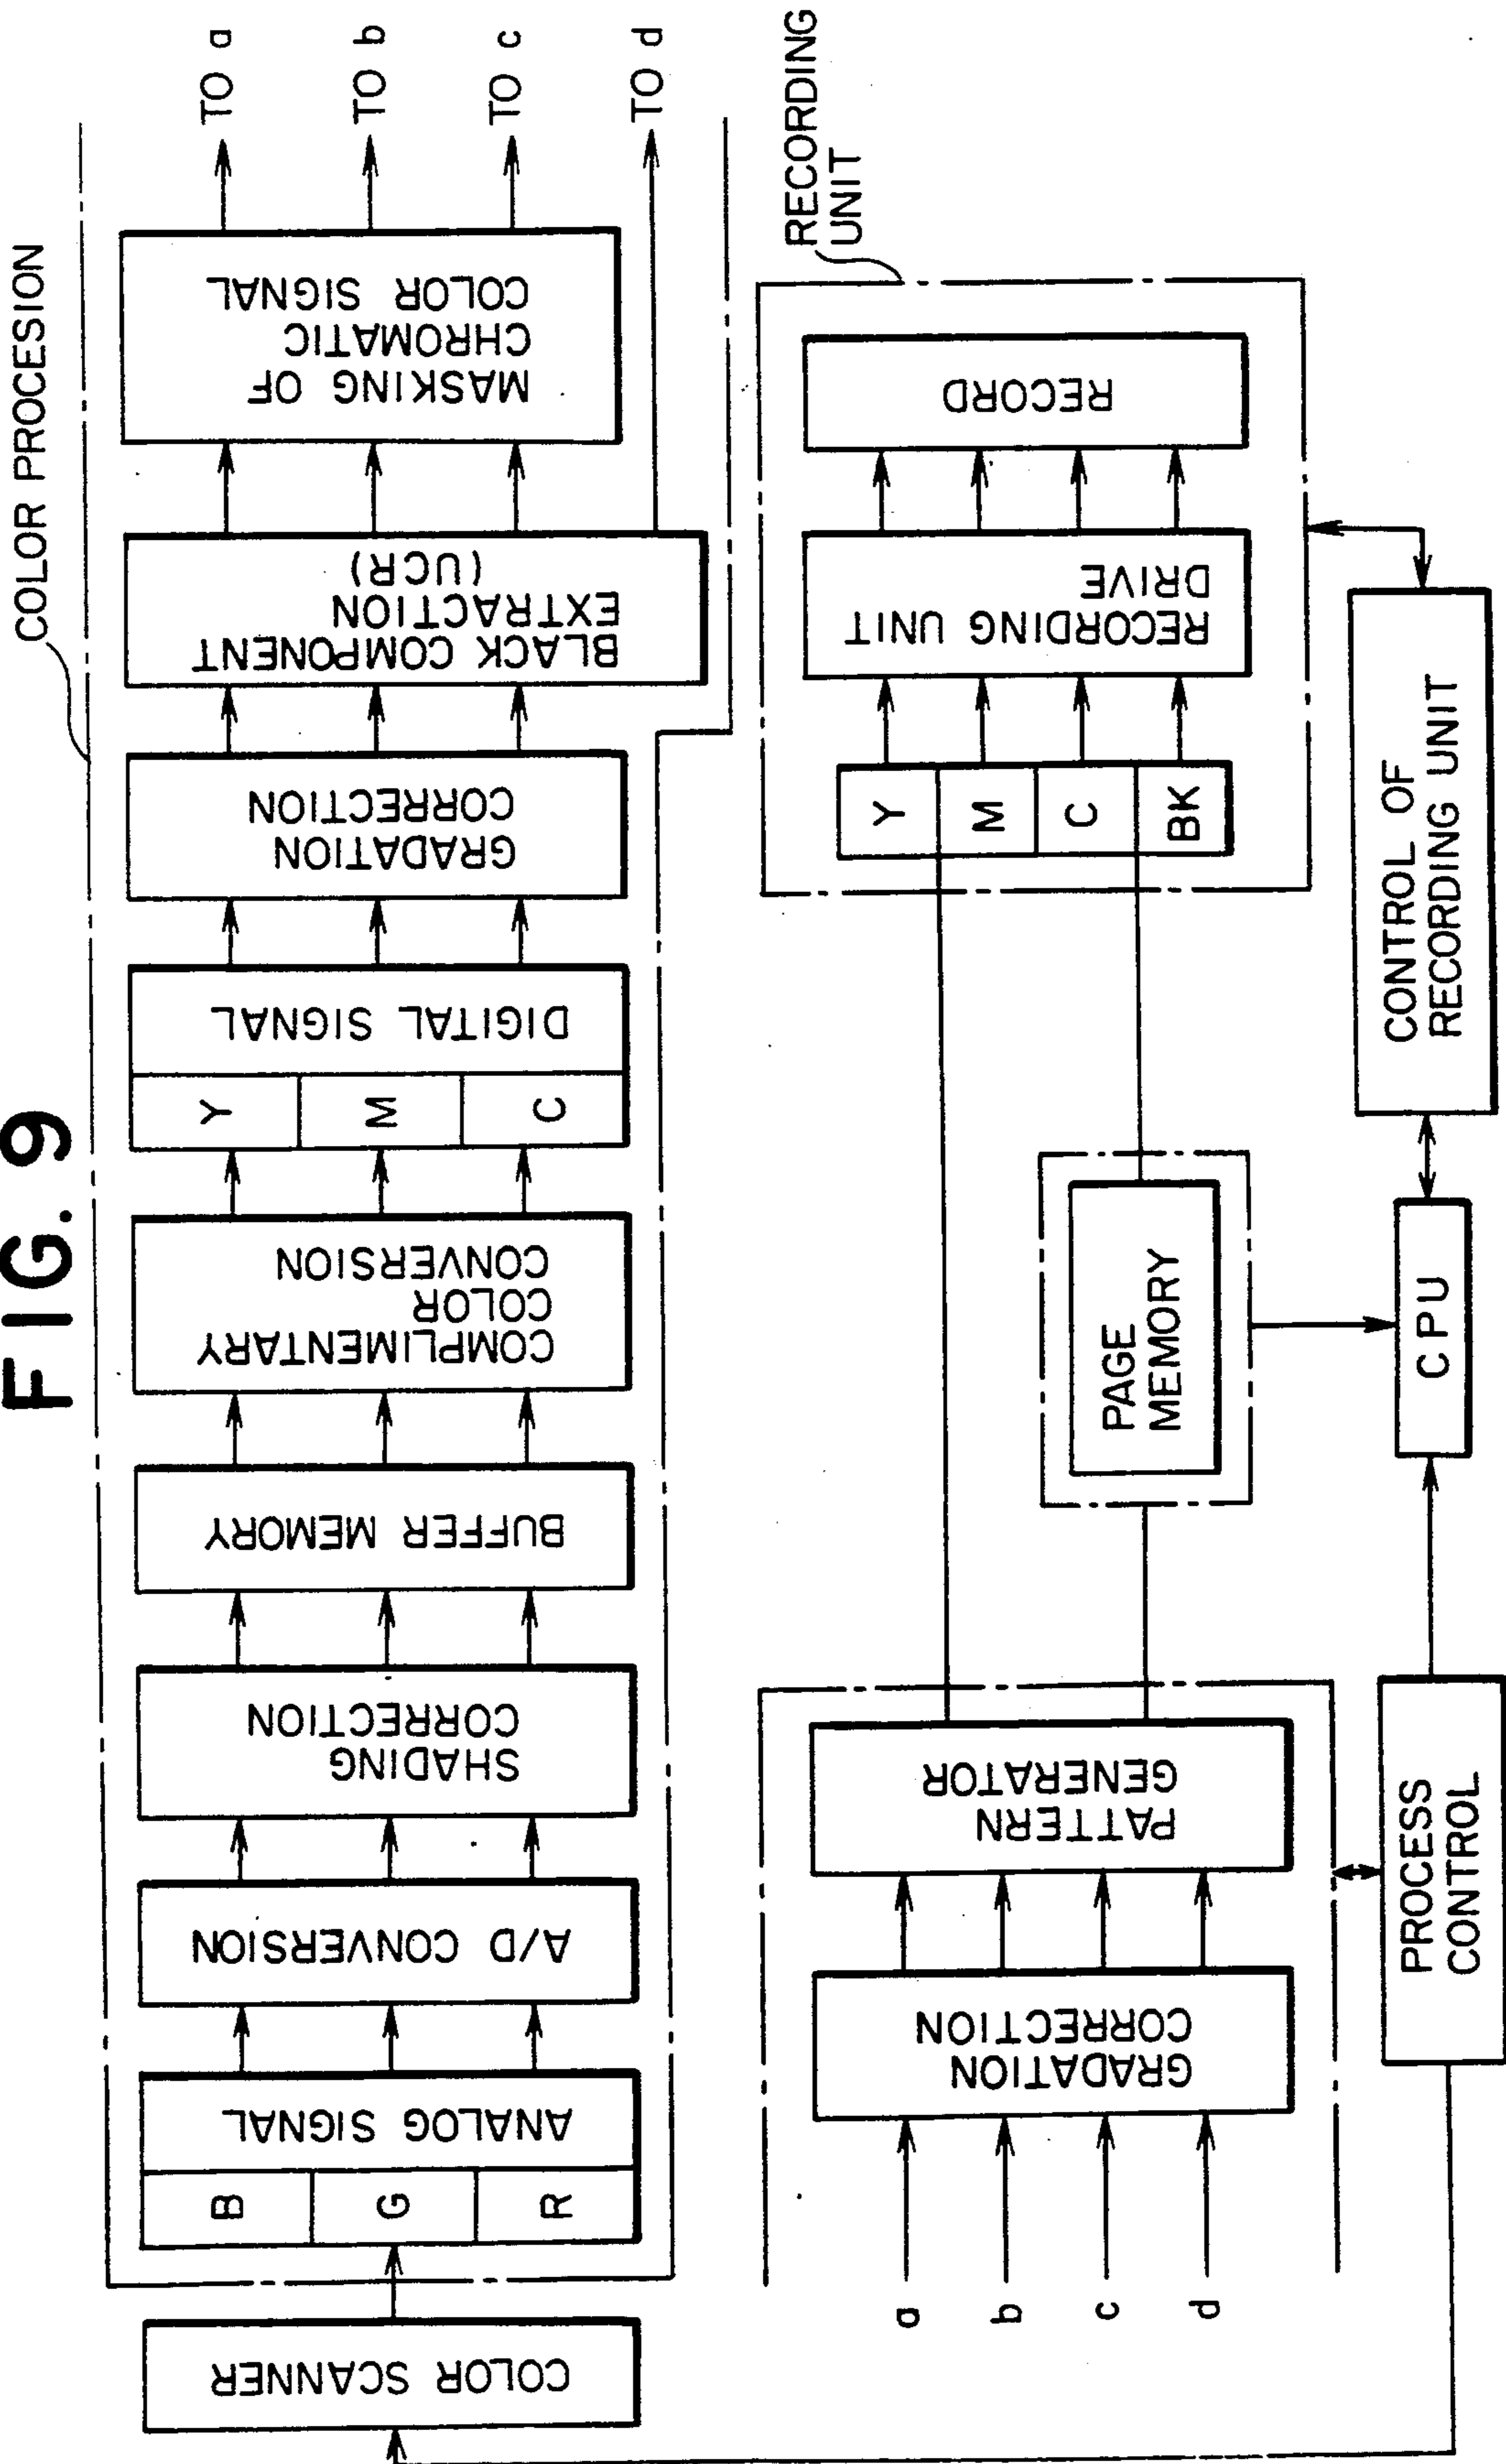 FIG. 9
COLOR PROCESION
COLOR SCANNER
B
G
R
ANALOG SIGNAL
A/D CONVERSION
SHADING
CORRECTION
BUFFER MEMORY
COMPLIMENTARY
COLOR
CONVERSION
Y
M
C
DIGITAL SIGNAL
GRADATION
CORRECTION
BLACK COMPONENT
EXTRACTION
(UCR)
MASKING OF
CHROMATIC
COLOR SIGNAL
TO a
TO b
TO c
TO d
a
b
c
d
GRADATION
CORRECTION
PATTERN
GENERATOR
PAGE
MEMORY
Y
M
C
BK
RECORDING UNIT
DRIVE
RECORD
RECORDING
UNIT
PROCESS
CONTROL
CPU
CONTROL OF
RECORDING UNIT